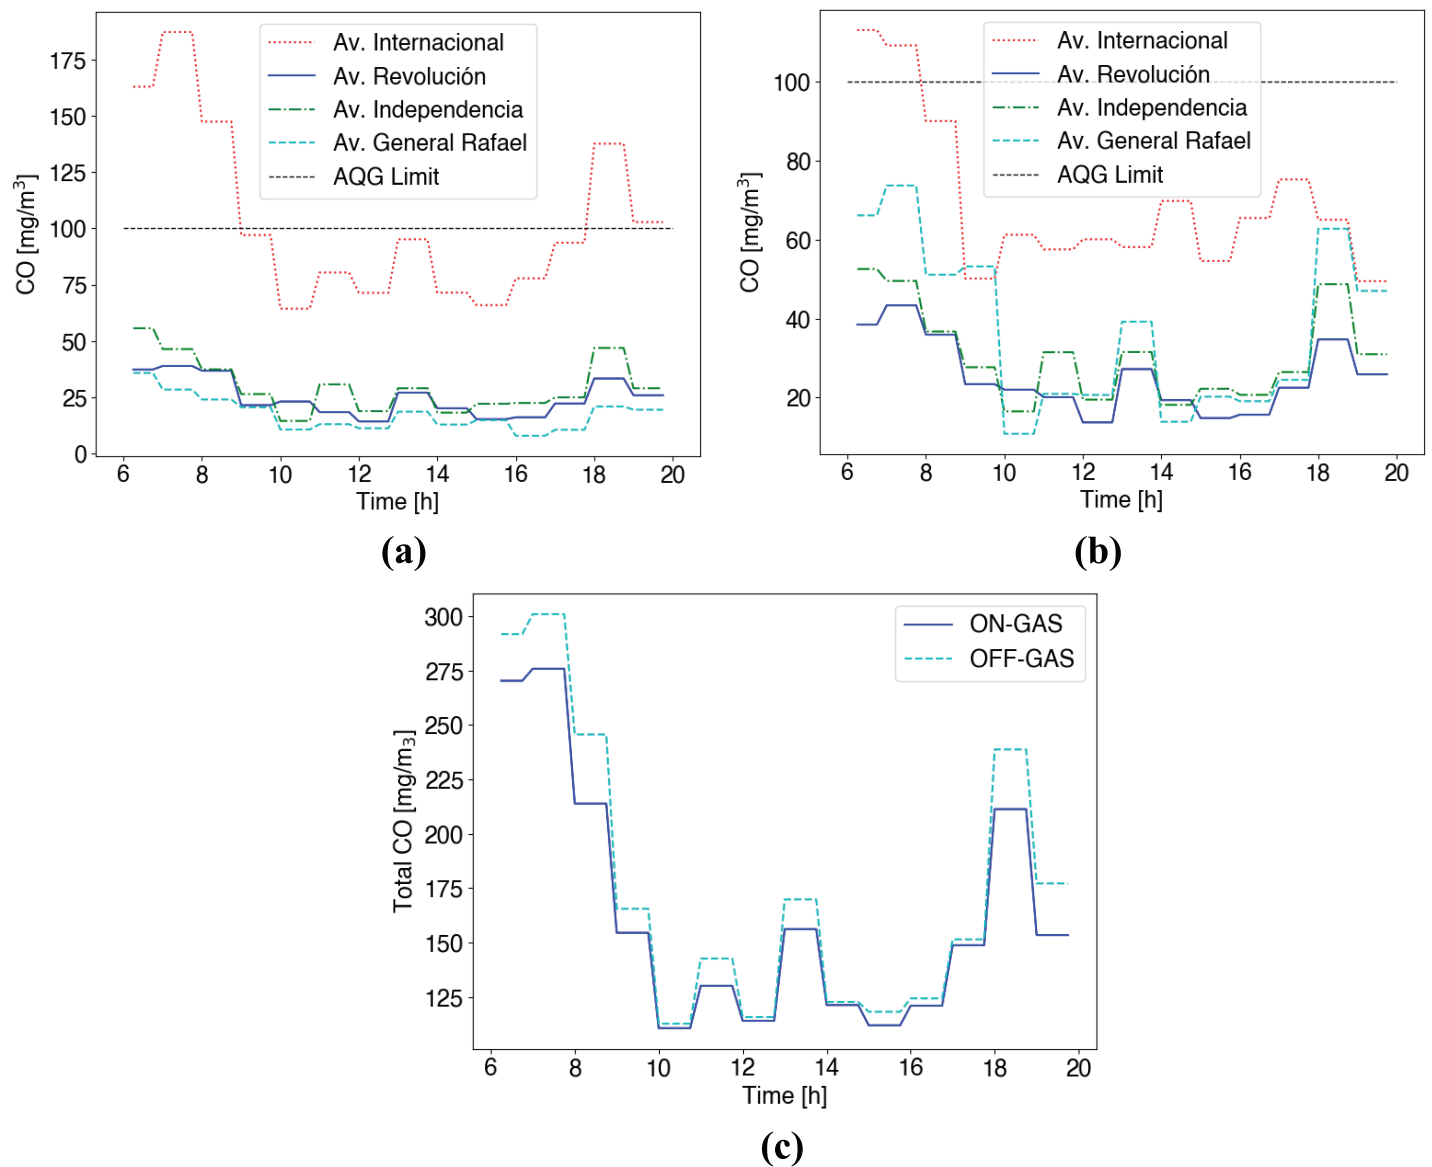 Av. Internacional
Av. Revolución
Av. Independencia
Av. General Rafael
AQG Limit
CO [mg/m³]
175
150
125
100
75
50
25
0
6 8 10 12 14 16 18 20
Time [h]
(a)
Av. Internacional
Av. Revolución
Av. Independencia
Av. General Rafael
AQG Limit
CO [mg/m³]
100
80
60
40
20
6 8 10 12 14 16 18 20
Time [h]
(b)
ON-GAS
OFF-GAS
Total CO [mg/m₃]
300
275
250
225
200
175
150
125
6 8 10 12 14 16 18 20
Time [h]
(c)